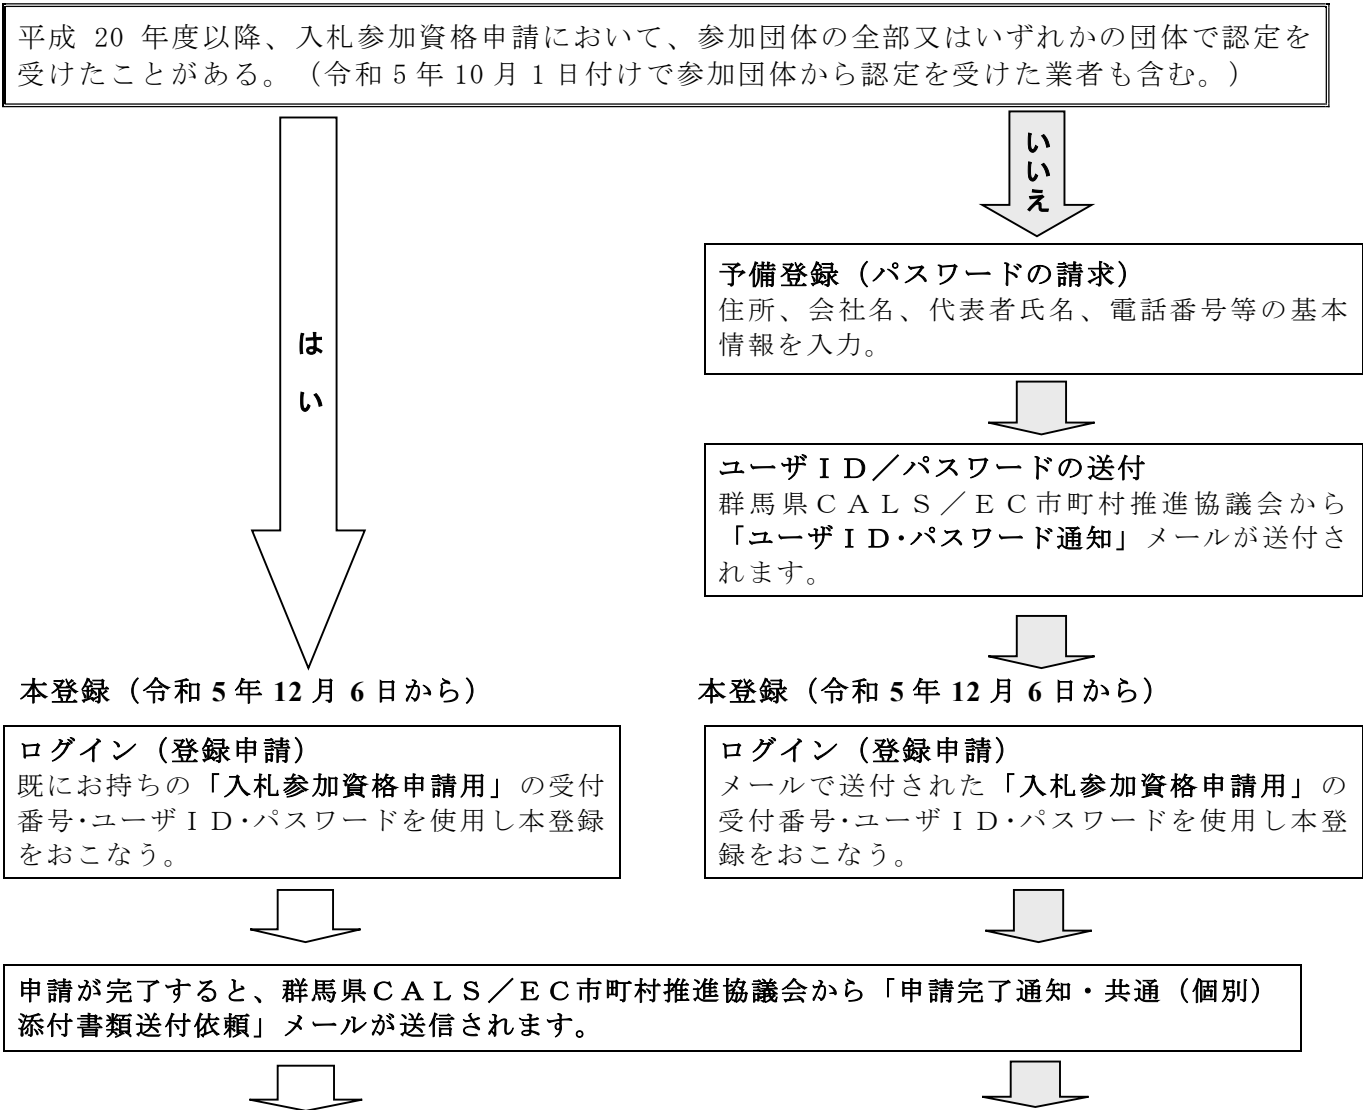 平成 20 年度以降、入札参加資格申請において、参加団体の全部又はいずれかの団体で認定を
受けたことがある。（令和 5 年 10 月 1 日付けで参加団体から認定を受けた業者も含む。）
いいえ
予備登録（パスワードの請求）
住所、会社名、代表者氏名、電話番号等の基本
情報を入力。
はい
ユーザＩＤ／パスワードの送付
群馬県ＣＡＬＳ／ＥＣ市町村推進協議会から
「ユーザＩＤ･パスワード通知」メールが送付さ
れます。
本登録（令和 5 年 12 月 6 日から）
ログイン（登録申請）
既にお持ちの「入札参加資格申請用」の受付
番号･ユーザＩＤ･パスワードを使用し本登録
をおこなう。
本登録（令和 5 年 12 月 6 日から）
ログイン（登録申請）
メールで送付された「入札参加資格申請用」の
受付番号･ユーザＩＤ･パスワードを使用し本登
録をおこなう。
申請が完了すると、群馬県ＣＡＬＳ／ＥＣ市町村推進協議会から「申請完了通知・共通（個別）
添付書類送付依頼」メールが送信されます。